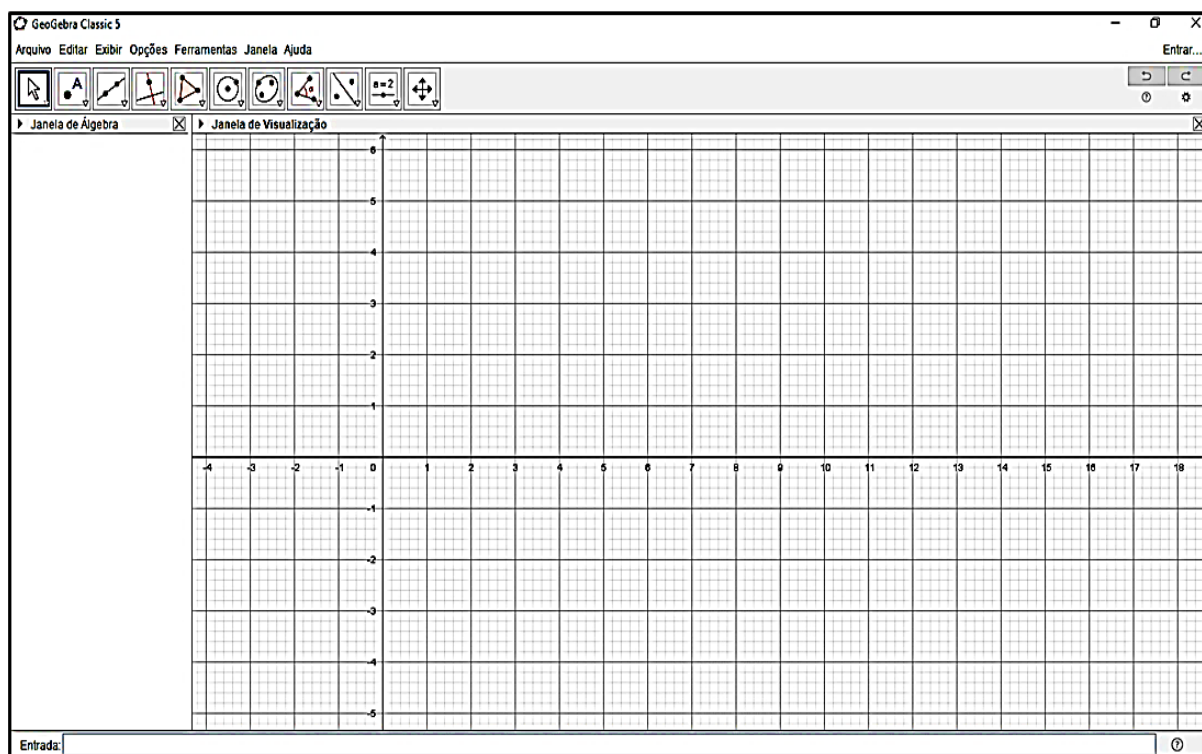 GeoGebra Classic 5
Arquivo Editar Exibir Opções Ferramentas Janela Ajuda
Entrar...
A
a=2
Janela de Álgebra
Janela de Visualização
6
5
4
3
2
1
-4 -3 -2 -1 0 1 2 3 4 5 6 7 8 9 10 11 12 13 14 15 16 17 18
-1
-2
-3
-4
-5
Entrada: